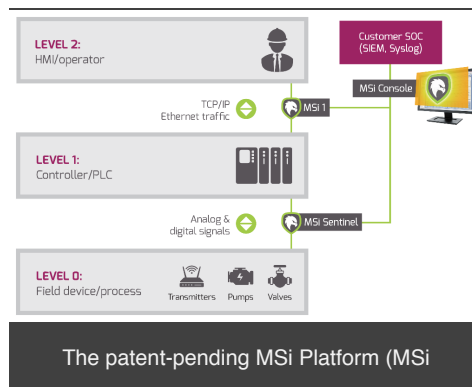 LEVEL 2:
HMI/operator
Customer SOC
(SIEM, Syslog)
MSi Console
TCP/IP
Ethernet traffic
MSi 1
LEVEL 1:
Controller/PLC
Analog &
digital signals
MSi Sentinel
LEVEL 0:
Field device/process
Transmitters
Pumps
Valves
The patent-pending MSi Platform (MSi